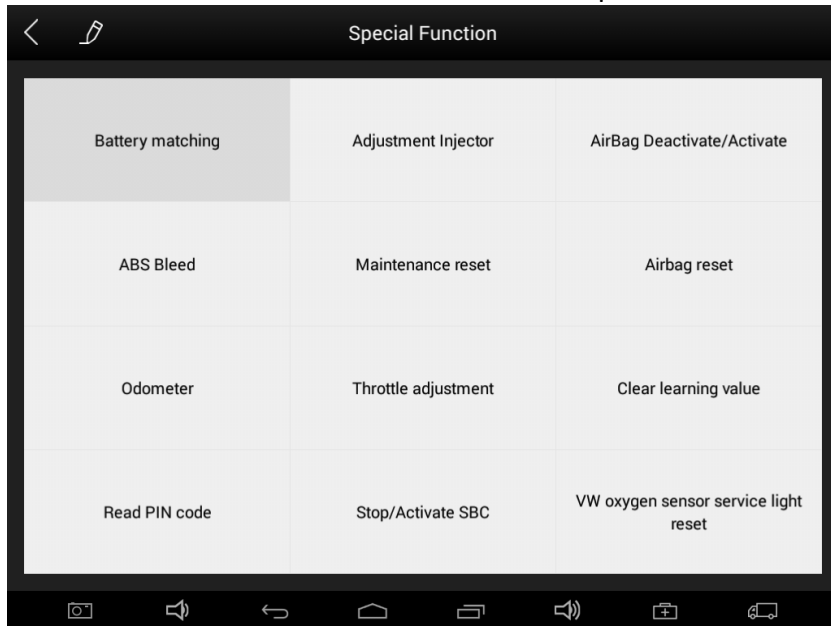 Special Function
Battery matching
Adjustment Injector
AirBag Deactivate/Activate
ABS Bleed
Maintenance reset
Airbag reset
Odometer
Throttle adjustment
Clear learning value
Read PIN code
Stop/Activate SBC
VW oxygen sensor service light
reset